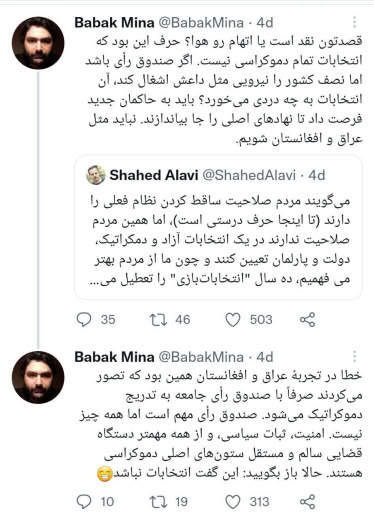 Babak Mina @BabakMina · 4d
قصدتون نقد است یا اتهام رو هوا؟ حرف این بود که
انتخابات تمام دموکراسی نیست. اگر صندوق رأی باشد
اما نصف کشور را نیرویی مثل داعش اشغال کند، آن
انتخابات به چه دردی می‌خورد؟ باید به حاکمان جدید
فرصت داد تا نهادهای اصلی را جا بیاندازند. نباید مثل
عراق و افغانستان شویم.
Shahed Alavi @ShahedAlavi · 4d
می‌گویند مردم صلاحیت ساقط کردن نظام فعلی را
دارند (تا اینجا حرف درستی است)، اما همین مردم
صلاحیت ندارند در یک انتخابات آزاد و دمکراتیک،
دولت و پارلمان تعیین کنند و چون ما از مردم بهتر
می فهمیم، ده سال "انتخابات‌بازی" را تعطیل می...
35 46 503
Babak Mina @BabakMina · 4d
خطا در تجربهٔ عراق و افغانستان همین بود که تصور
می‌کردند صرفاً با صندوق رأی جامعه به تدریج
دموکراتیک می‌شود. صندوق رأی مهم است اما همه چیز
نیست. امنیت، ثبات سیاسی، و از همه مهمتر دستگاه
قضایی سالم و مستقل ستون‌های اصلی دموکراسی
هستند. حالا باز بگویید: این گفت انتخابات نباشد😁
10 19 313